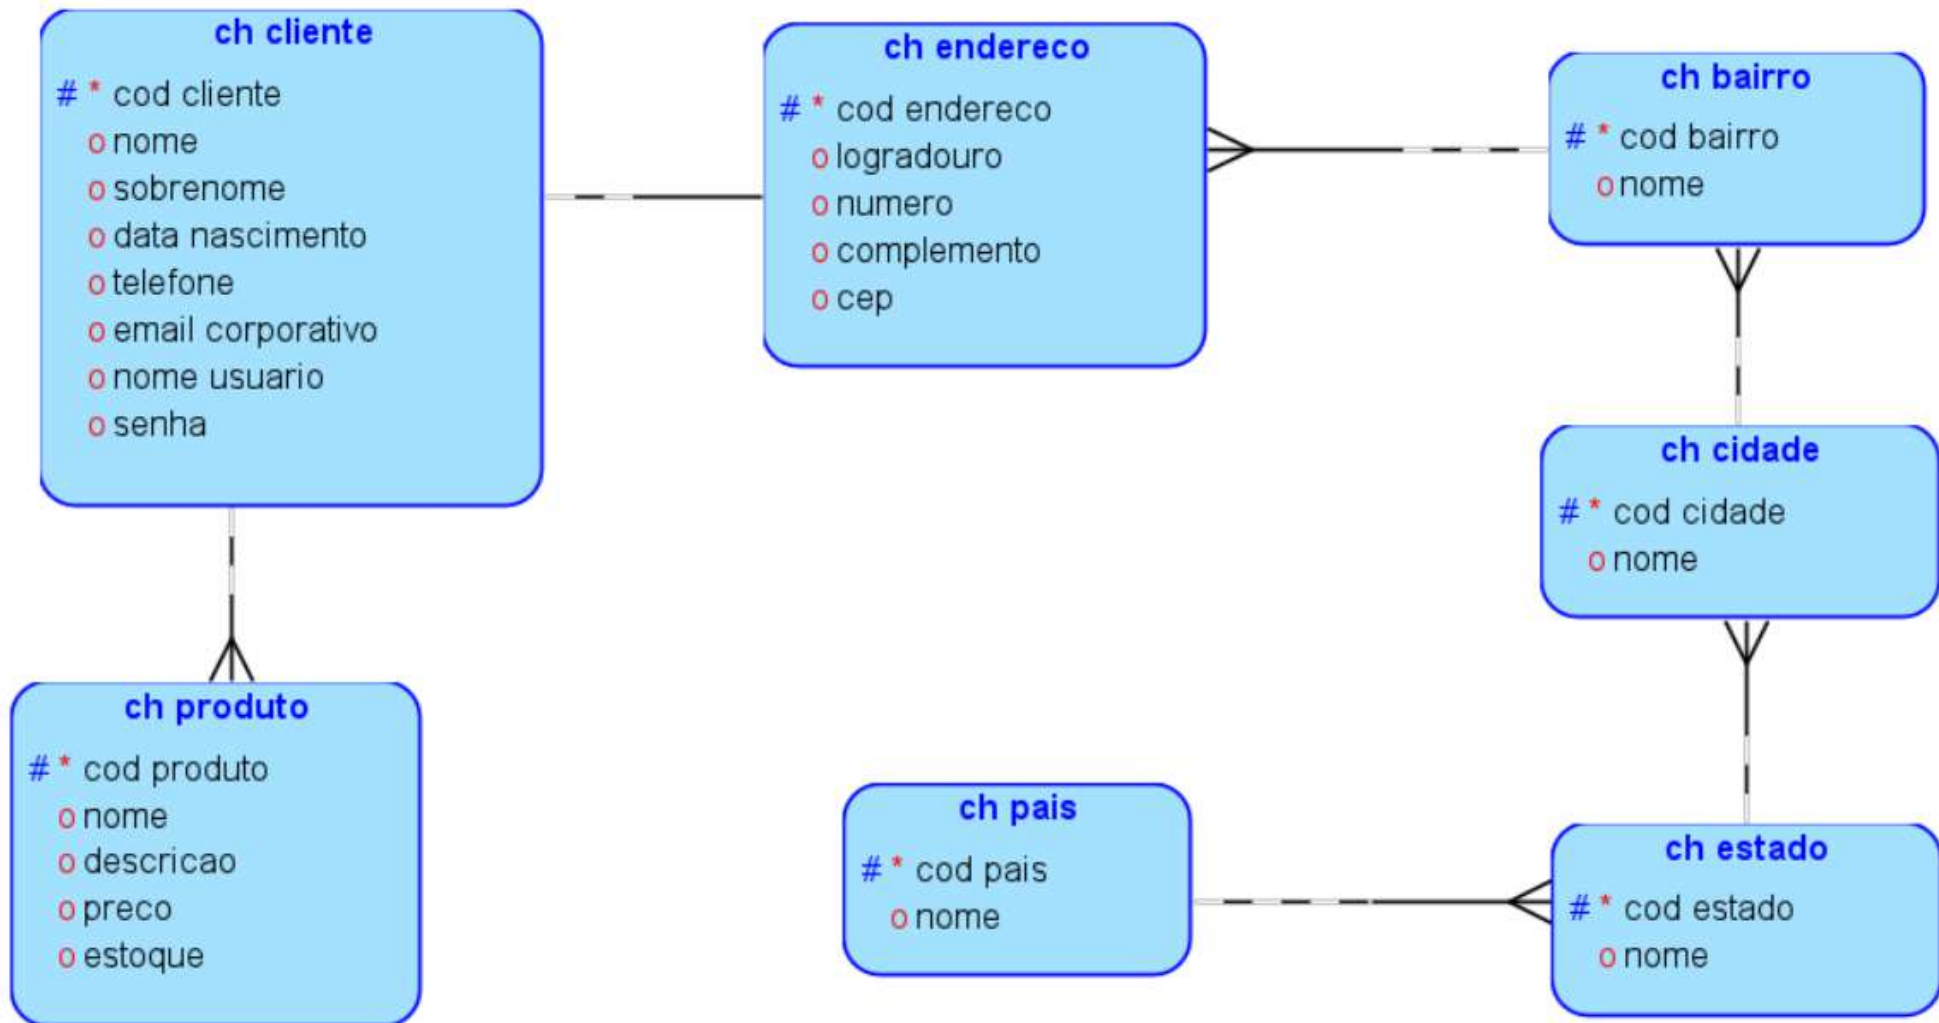 ch cliente
# * cod cliente
o nome
o sobrenome
o data nascimento
o telefone
o email corporativo
o nome usuario
o senha
ch endereco
# * cod endereco
o logradouro
o numero
o complemento
o cep
ch bairro
# * cod bairro
o nome
ch cidade
# * cod cidade
o nome
ch produto
# * cod produto
o nome
o descricao
o preco
o estoque
ch pais
# * cod pais
o nome
ch estado
# * cod estado
o nome